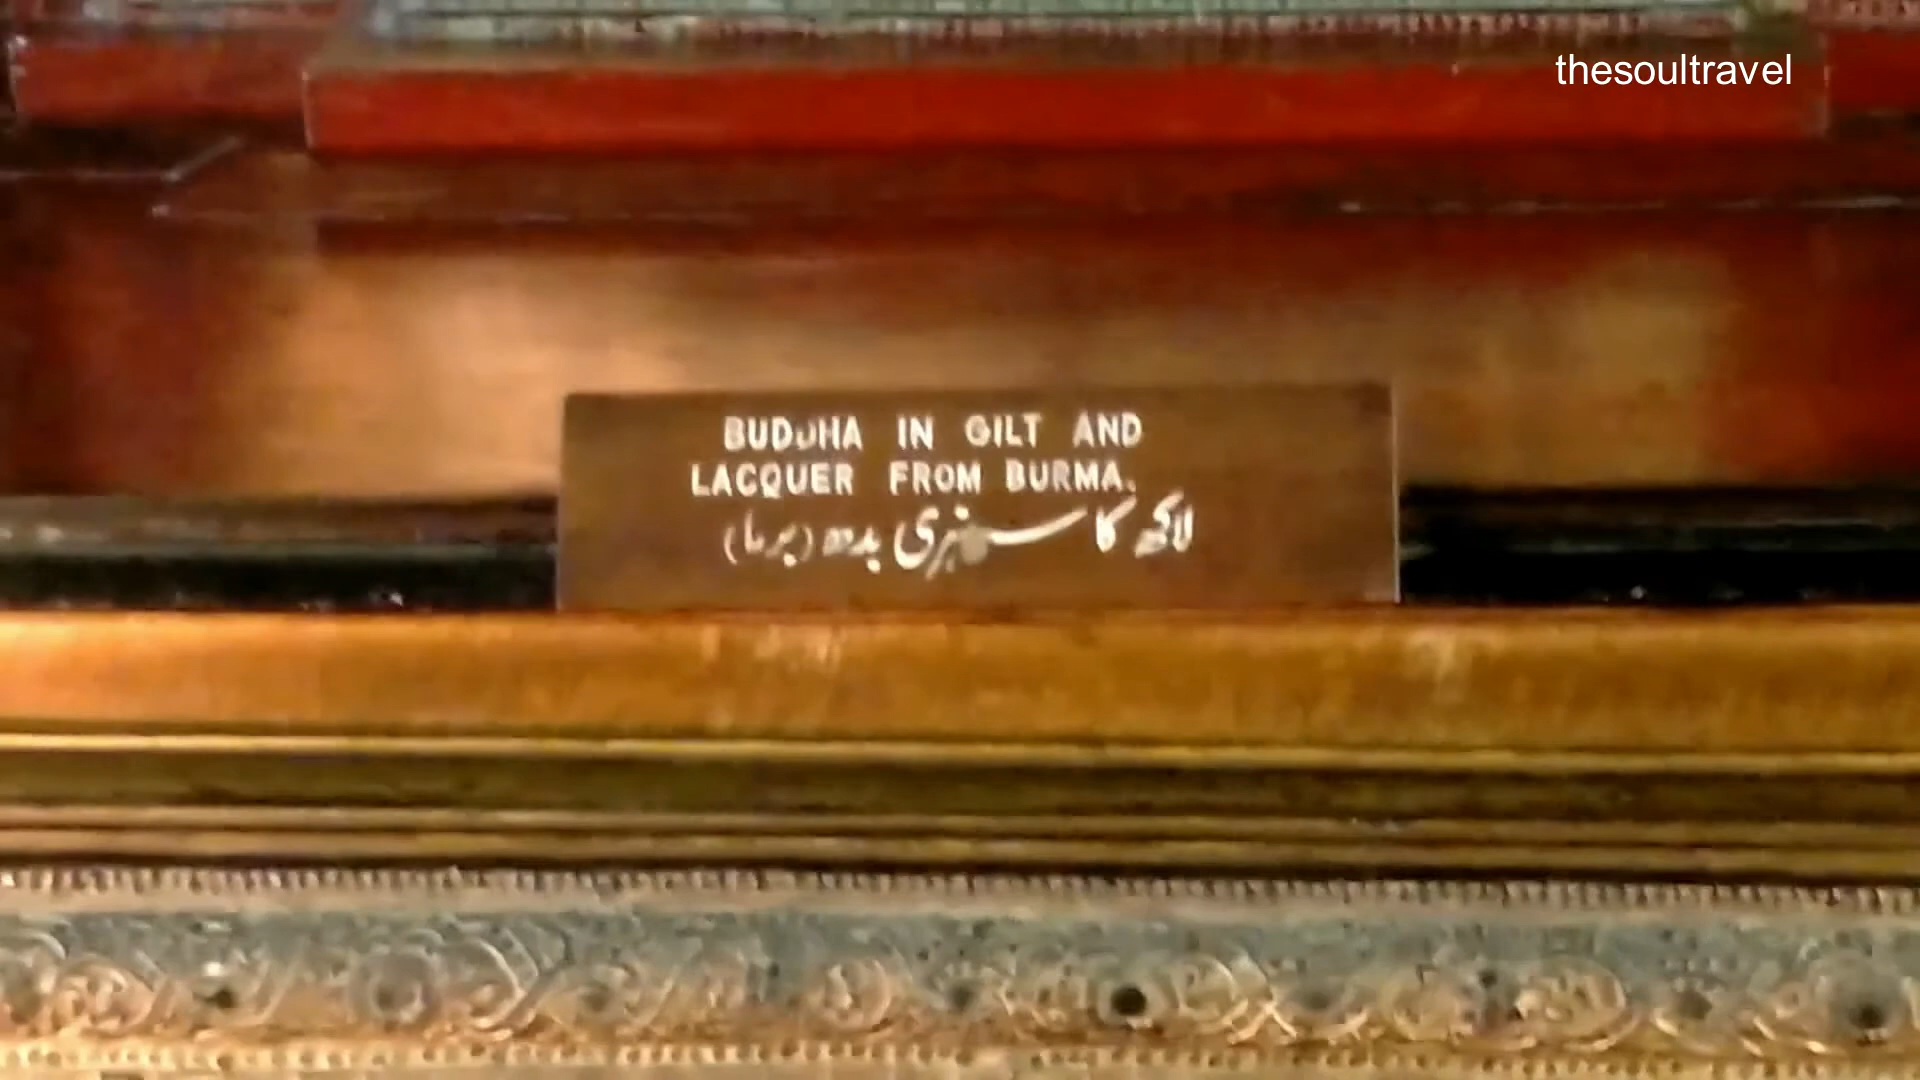 thesoultravel
BUDDHA IN GILT AND
LACQUER FROM BURMA.
لاکھ کا سنہری بدھ (برما)